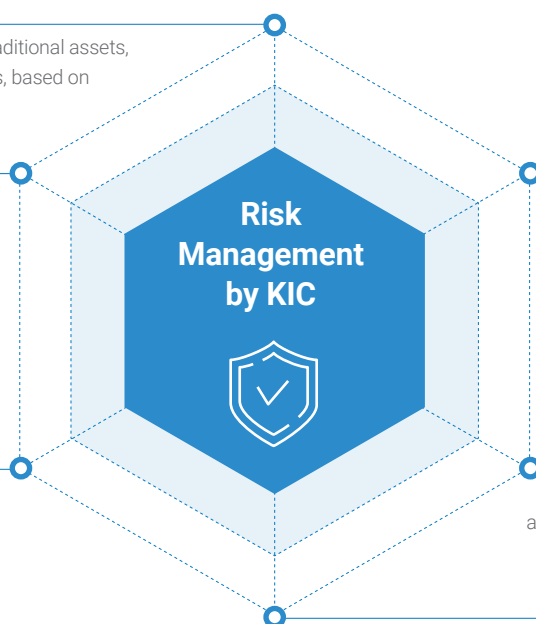 aditional assets,
s, based on
Risk
Management
by KIC
a